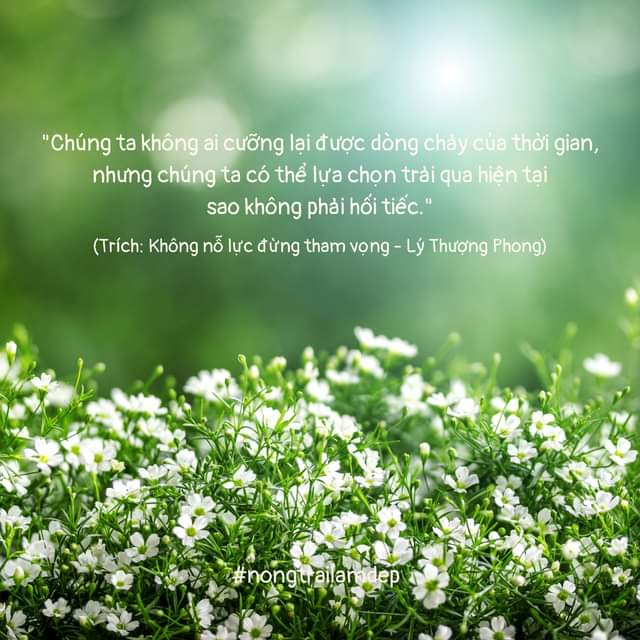 "Chúng ta không ai cưỡng lại được dòng chảy của thời gian,
nhưng chúng ta có thể lựa chọn trải qua hiện tại
sao không phải hối tiếc."
(Trích: Không nỗ lực đừng tham vọng - Lý Thượng Phong)
#nongtrailamdep